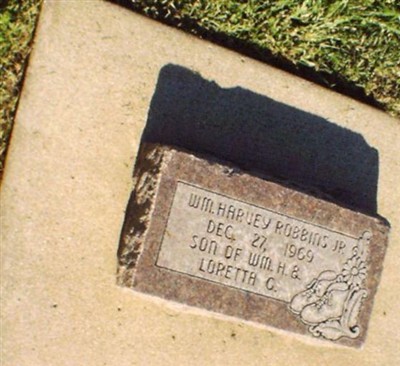 WM. HARVEY ROBBINS JR.
DEC. 27, 1969
SON OF WM. H. &
LORETTA G.